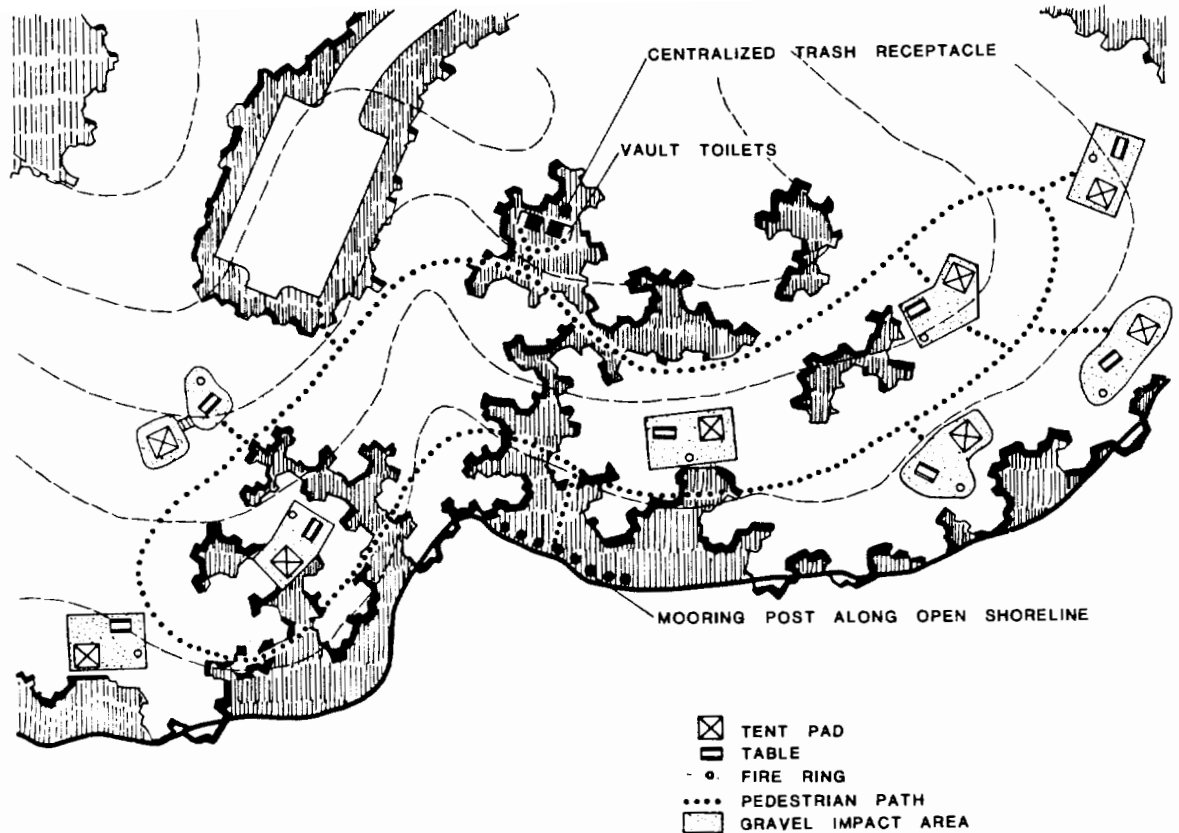 CENTRALIZED TRASH RECEPTACLE
VAULT TOILETS
MOORING POST ALONG OPEN SHORELINE
TENT PAD
TABLE
FIRE RING
PEDESTRIAN PATH
GRAVEL IMPACT AREA